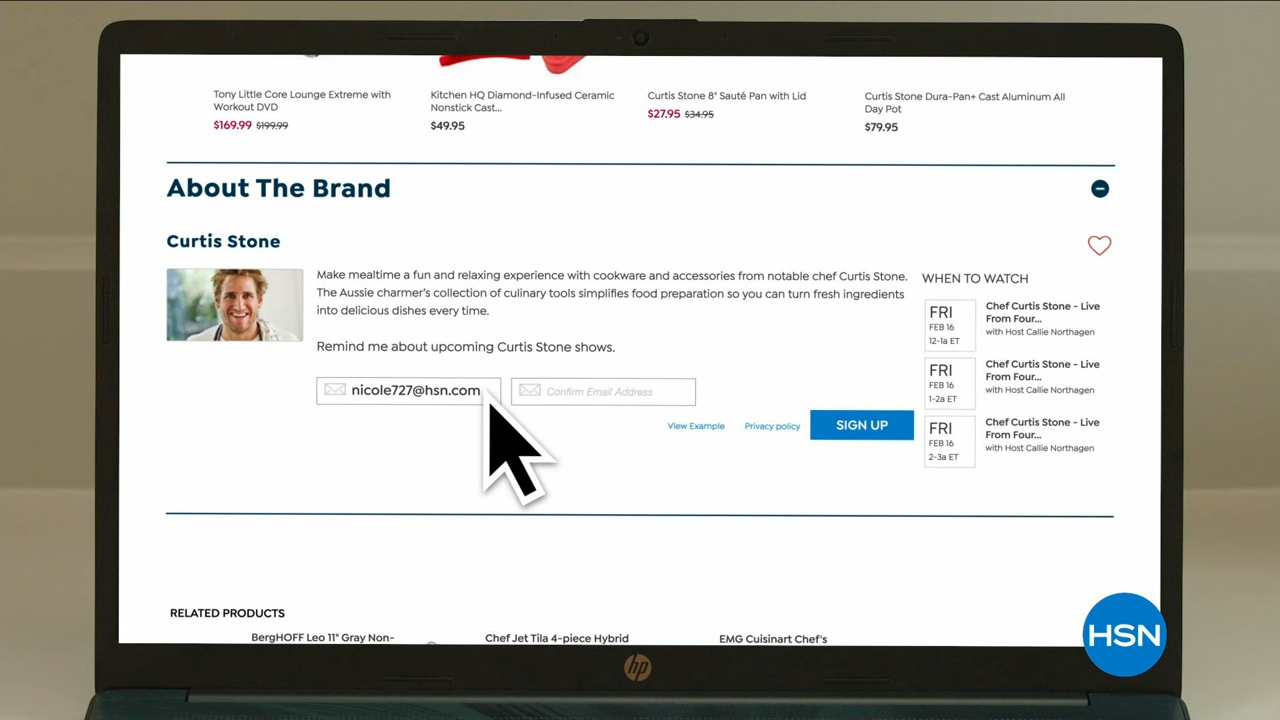 Tony Little Core Lounge Extreme with
Workout DVD
$169.99 $199.99
Kitchen HQ Diamond-Infused Ceramic
Nonstick Cast...
$49.95
Curtis Stone 8" Sauté Pan with Lid
$27.95 $34.95
Curtis Stone Dura-Pan+ Cast Aluminum All
Day Pot
$79.95
About The Brand
Curtis Stone
Make mealtime a fun and relaxing experience with cookware and accessories from notable chef Curtis Stone.
The Aussie charmer's collection of culinary tools simplifies food preparation so you can turn fresh ingredients
into delicious dishes every time.
Remind me about upcoming Curtis Stone shows.
nicole727@hsn.com
Confirm Email Address
View Example
Privacy policy
SIGN UP
WHEN TO WATCH
FRI
FEB 16
12-1a ET
Chef Curtis Stone - Live
From Four...
with Host Callie Northagen
FRI
FEB 16
1-2a ET
Chef Curtis Stone - Live
From Four...
with Host Callie Northagen
FRI
FEB 16
2-3a ET
Chef Curtis Stone - Live
From Four...
with Host Callie Northagen
RELATED PRODUCTS
BergHOFF Leo 11" Gray Non-
Chef Jet Tila 4-piece Hybrid
EMG Cuisinart Chef's
HSN
hp